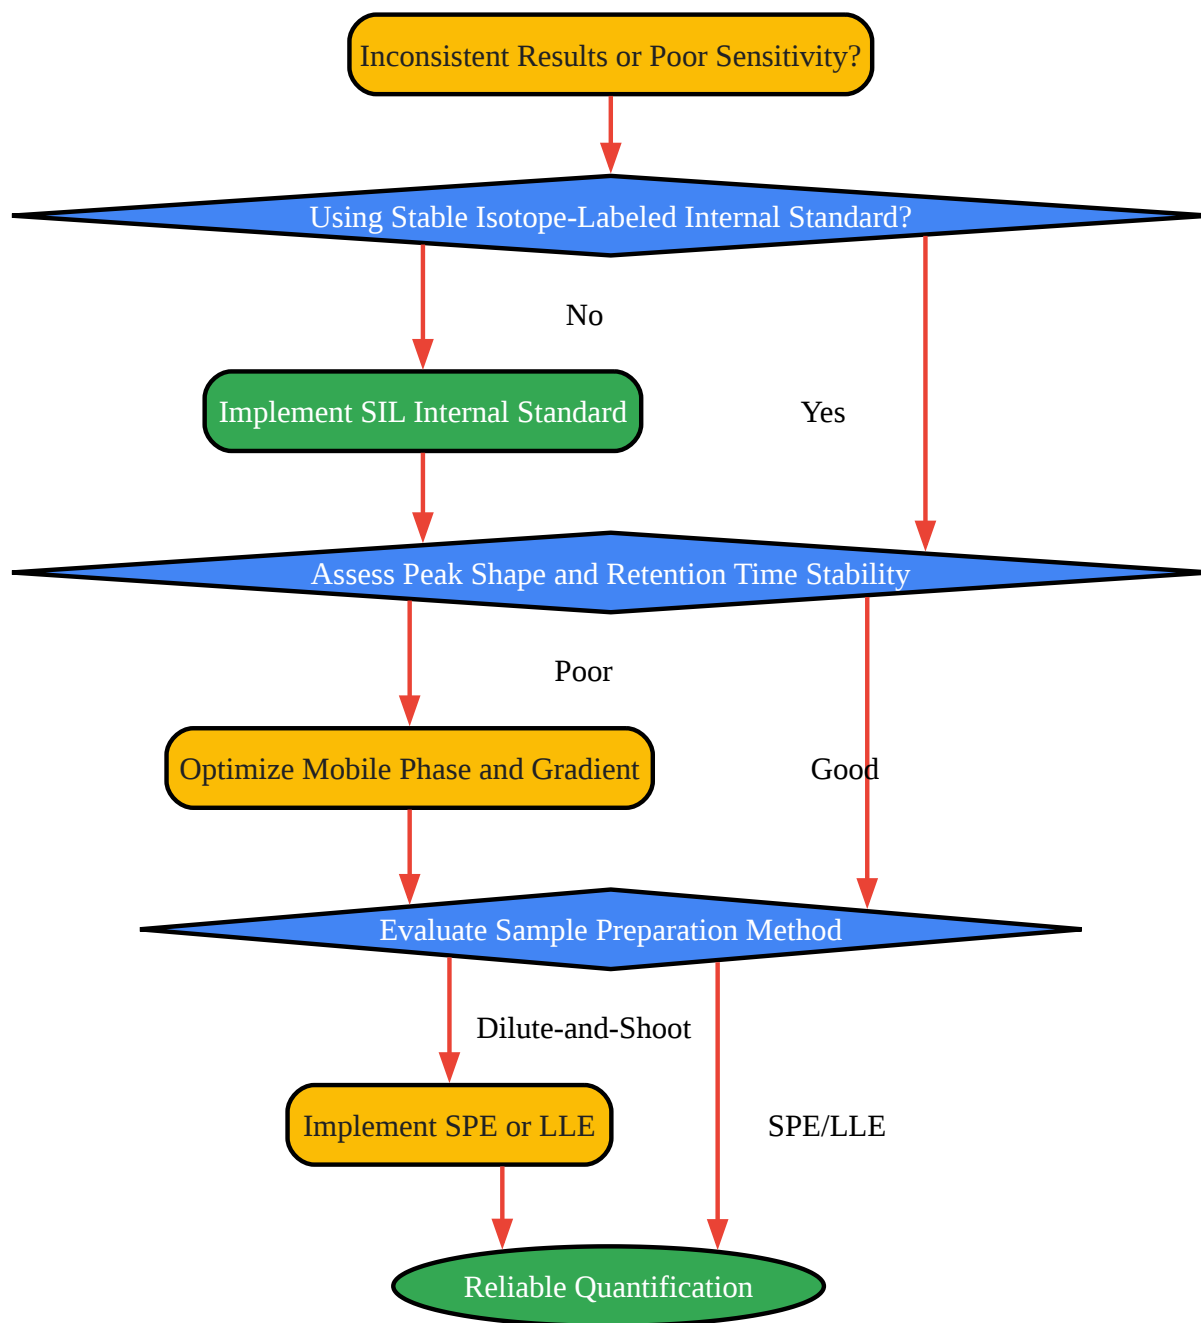 Inconsistent Results or Poor Sensitivity?
Using Stable Isotope-Labeled Internal Standard?
No
Implement SIL Internal Standard
Yes
Assess Peak Shape and Retention Time Stability
Poor
Optimize Mobile Phase and Gradient
Good
Evaluate Sample Preparation Method
Dilute-and-Shoot
Implement SPE or LLE
SPE/LLE
Reliable Quantification